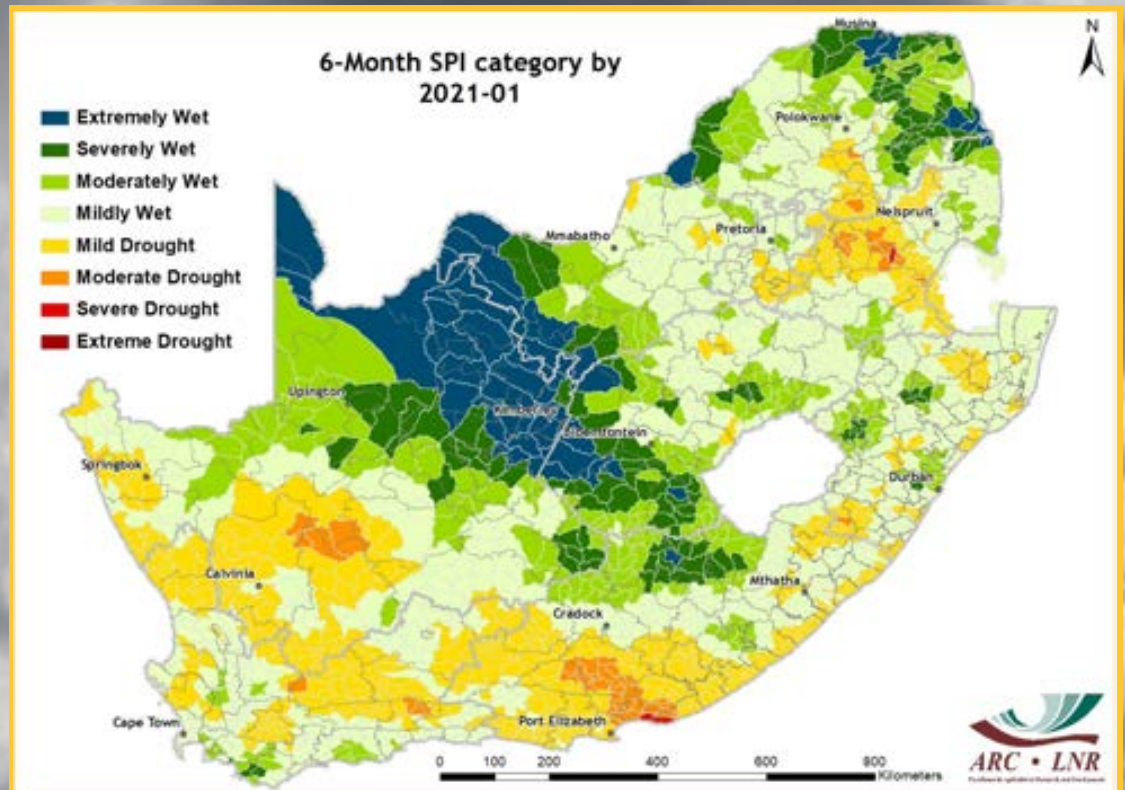 6-Month SPI category by
2021-01
N
Extremely Wet
Severely Wet
Moderately Wet
Mildly Wet
Mild Drought
Moderate Drought
Severe Drought
Extreme Drought
Musina
Polokwane
Nelspruit
Pretoria
Mmabatho
Upington
Kimberley
Bloemfontein
Springbok
Durban
Calvinia
Mthatha
Cradock
Cape Town
Port Elizabeth
0 100 200 400 600 800
Kilometers
ARC • LNR